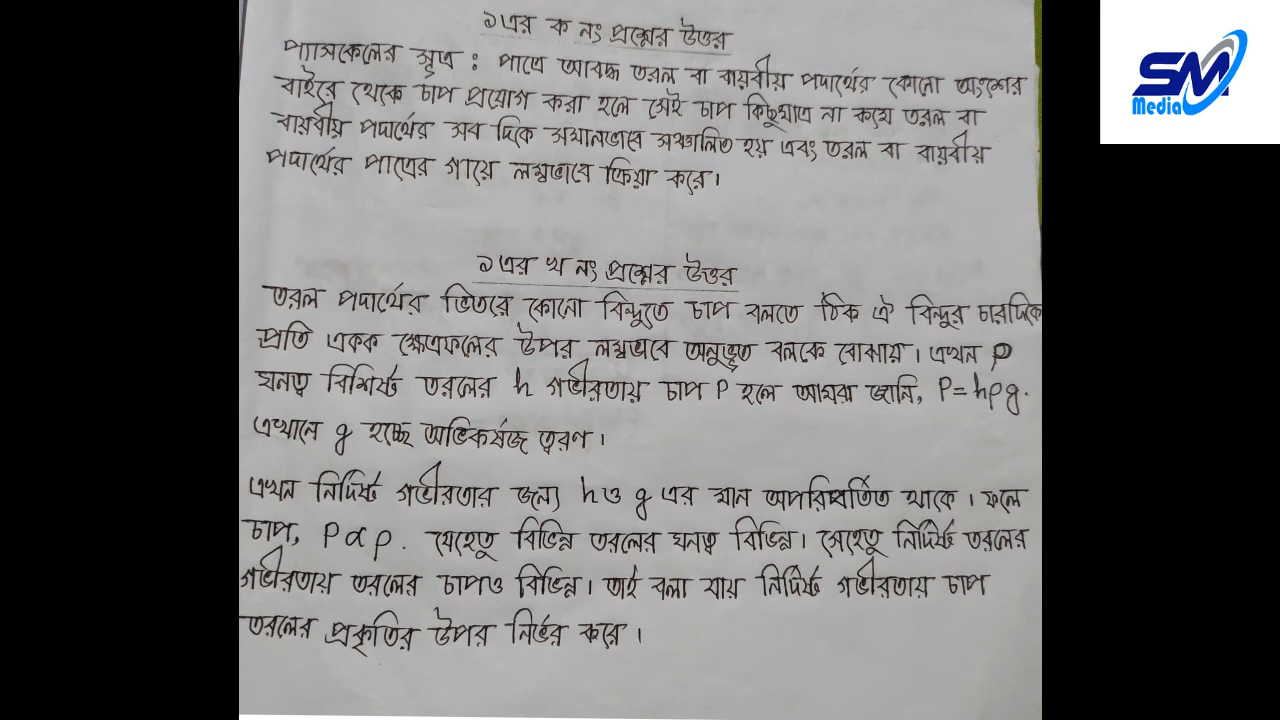 ১এর ক নং প্রশ্নের উত্তর
প্যাসকেলের সূত্র : পাত্রে আবদ্ধ তরল বা বায়বীয় পদার্থের কোনো অংশের
বাইরে থেকে চাপ প্রয়োগ করা হলে সেই চাপ কিছুমাত্র না কমে তরল বা
বায়বীয় পদার্থের সব দিকে সমানভাবে সঞ্চালিত হয় এবং তরল বা বায়বীয়
পদার্থের পাত্রের গায়ে লম্বভাবে ক্রিয়া করে।
১এর খ নং প্রশ্নের উত্তর
তরল পদার্থের ভিতরে কোনো বিন্দুতে চাপ বলতে ঠিক ঐ বিন্দুর চারদিকে
প্রতি একক ক্ষেত্রফলের উপর লম্বভাবে অনুভূত বলকে বোঝায়। এখন ρ
ঘনত্ব বিশিষ্ট তরলের h গভীরতায় চাপ P হলে আমরা জানি, P = hρg.
এখানে g হচ্ছে অভিকর্ষজ ত্বরণ।
এখন নির্দিষ্ট গভীরতার জন্য h ও g এর মান অপরিবর্তিত থাকে। ফলে
চাপ, P α ρ. যেহেতু বিভিন্ন তরলের ঘনত্ব বিভিন্ন। সেহেতু নির্দিষ্ট তরলের
গভীরতায় তরলের চাপও বিভিন্ন। তাই বলা যায় নির্দিষ্ট গভীরতায় চাপ
তরলের প্রকৃতির উপর নির্ভর করে।
SM
Media